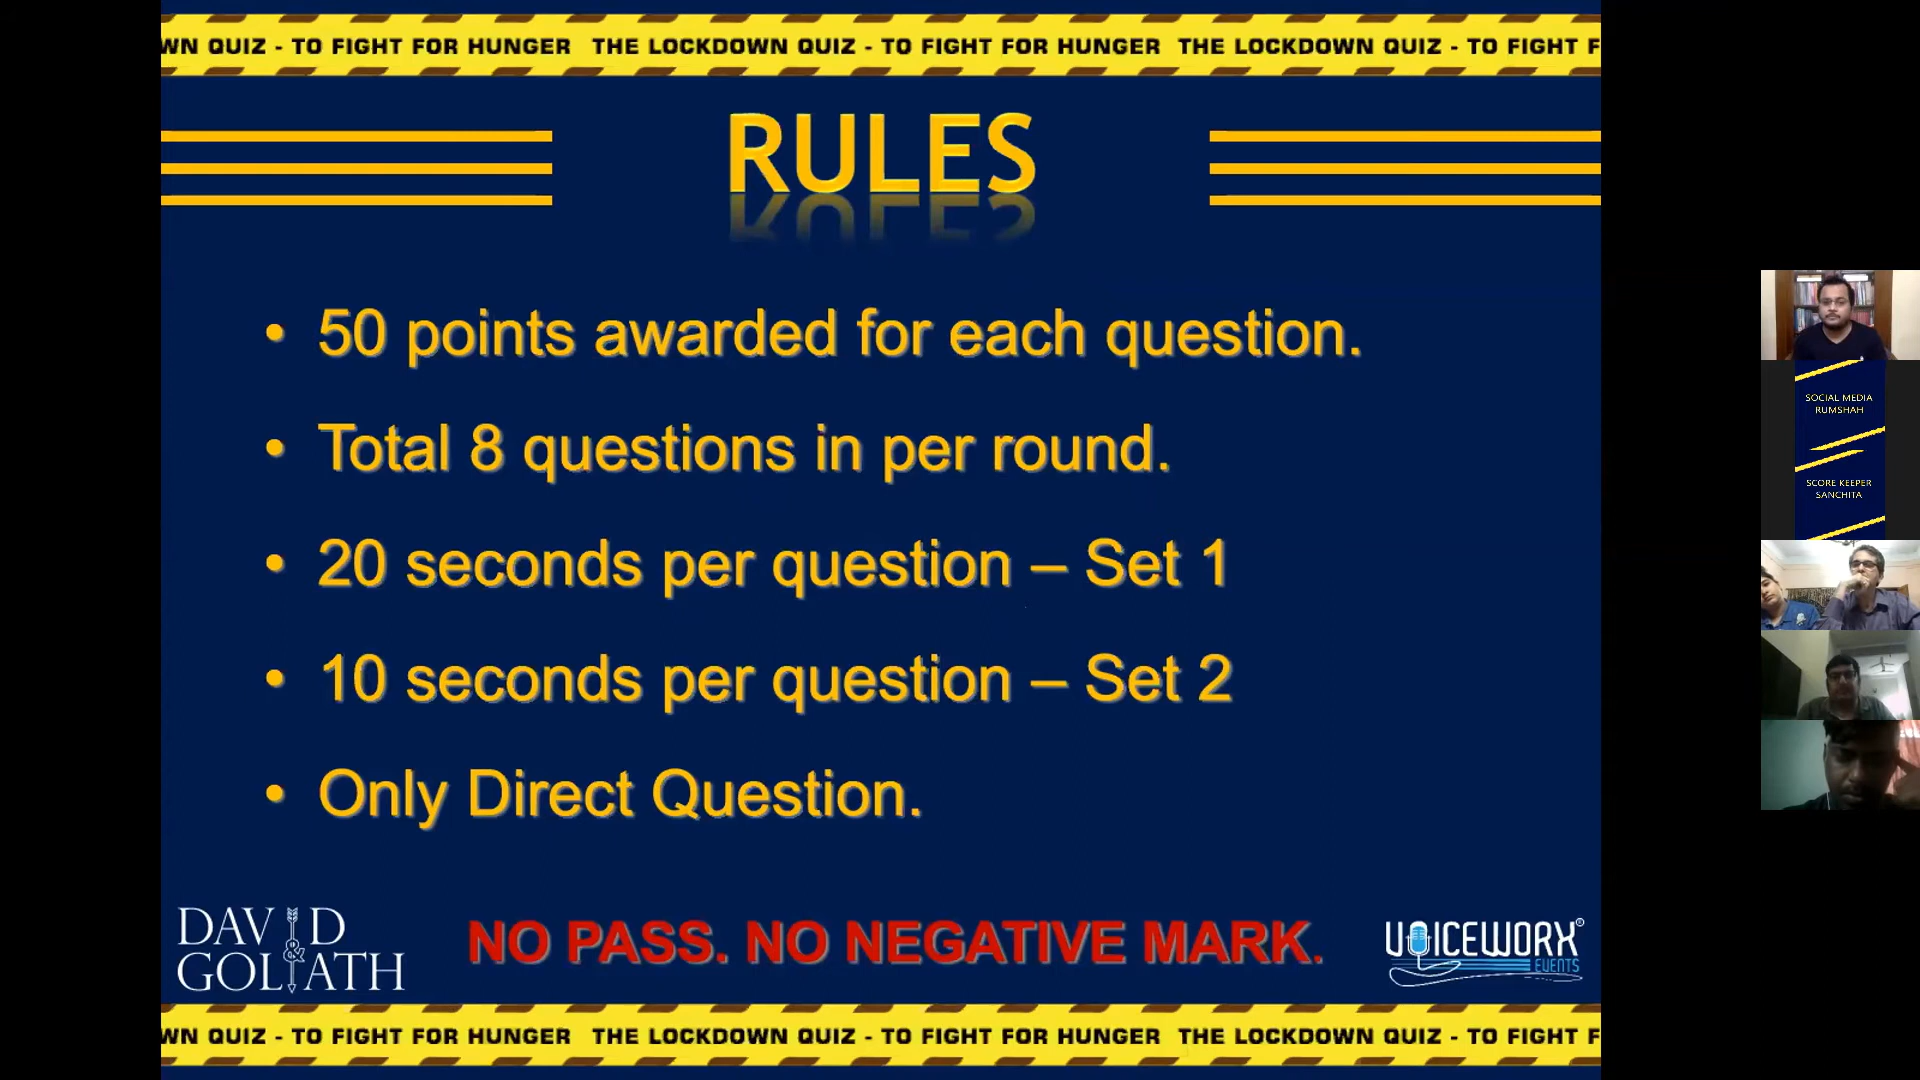 WN QUIZ - TO FIGHT FOR HUNGER THE LOCKDOWN QUIZ - TO FIGHT FOR HUNGER THE LOCKDOWN QUIZ - TO FIGHT F
RULES
• 50 points awarded for each question.
• Total 8 questions in per round.
• 20 seconds per question – Set 1
• 10 seconds per question – Set 2
• Only Direct Question.
DAVID
&
GOLIATH
NO PASS. NO NEGATIVE MARK.
VOICEWORX®
EVENTS
WN QUIZ - TO FIGHT FOR HUNGER THE LOCKDOWN QUIZ - TO FIGHT FOR HUNGER THE LOCKDOWN QUIZ - TO FIGHT F
SOCIAL MEDIA
RUMSHAH
SCORE KEEPER
SANCHITA